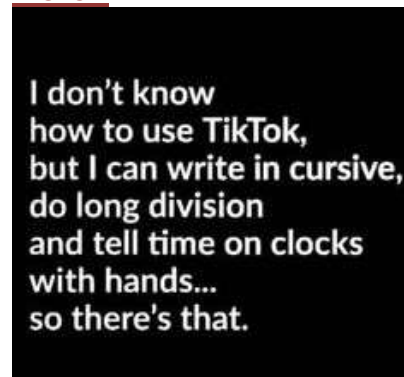 I don't know
how to use TikTok,
but I can write in cursive,
do long division
and tell time on clocks
with hands...
so there's that.